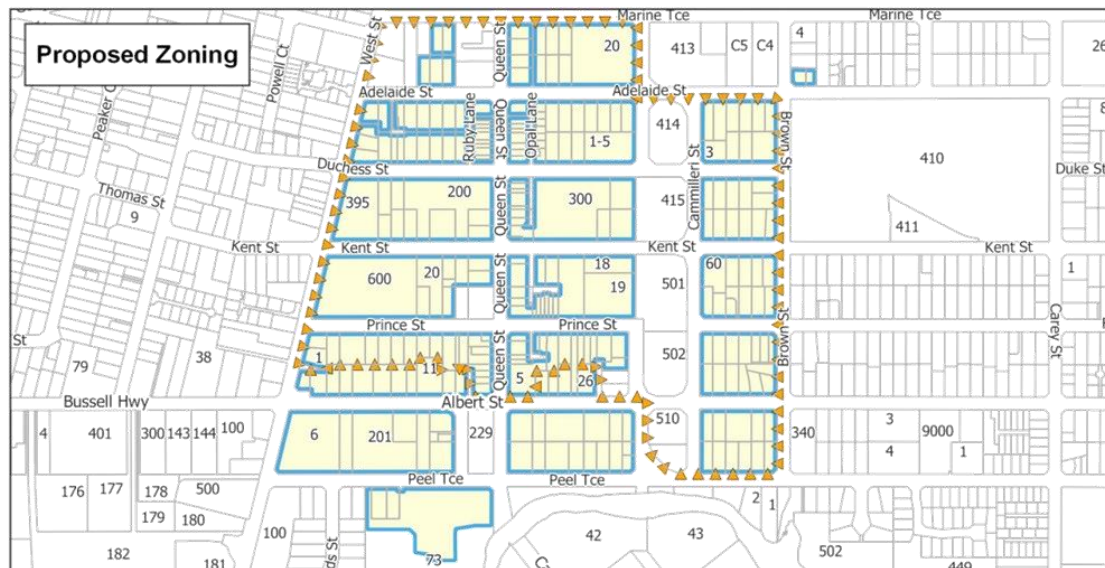 Marine Tce
Marine Tce
Proposed Zoning
West St
Queen St
20
413
C5
C4
4
26
Powell Ct
Adelaide St
Adelaide St
Ruby Lane
Queen St
Opal Lane
1-5
414
3
Cammilleri St
Brown St
410
8
Duchess St
Duke St
Thomas St
9
395
200
Queen St
300
415
411
Kent St
Kent St
Kent St
Kent St
600
20
Queen St
18
19
501
60
1
Carey St
Prince St
Prince St
St
79
38
1
11
Queen St
5
26
502
Brown St
Bussell Hwy
Albert St
4
401
300
143
144
100
6
201
229
510
340
3
4
9000
1
Peel Tce
Peel Tce
176
177
178
500
179
180
182
181
100
ds St
73
42
43
2
1
502
449